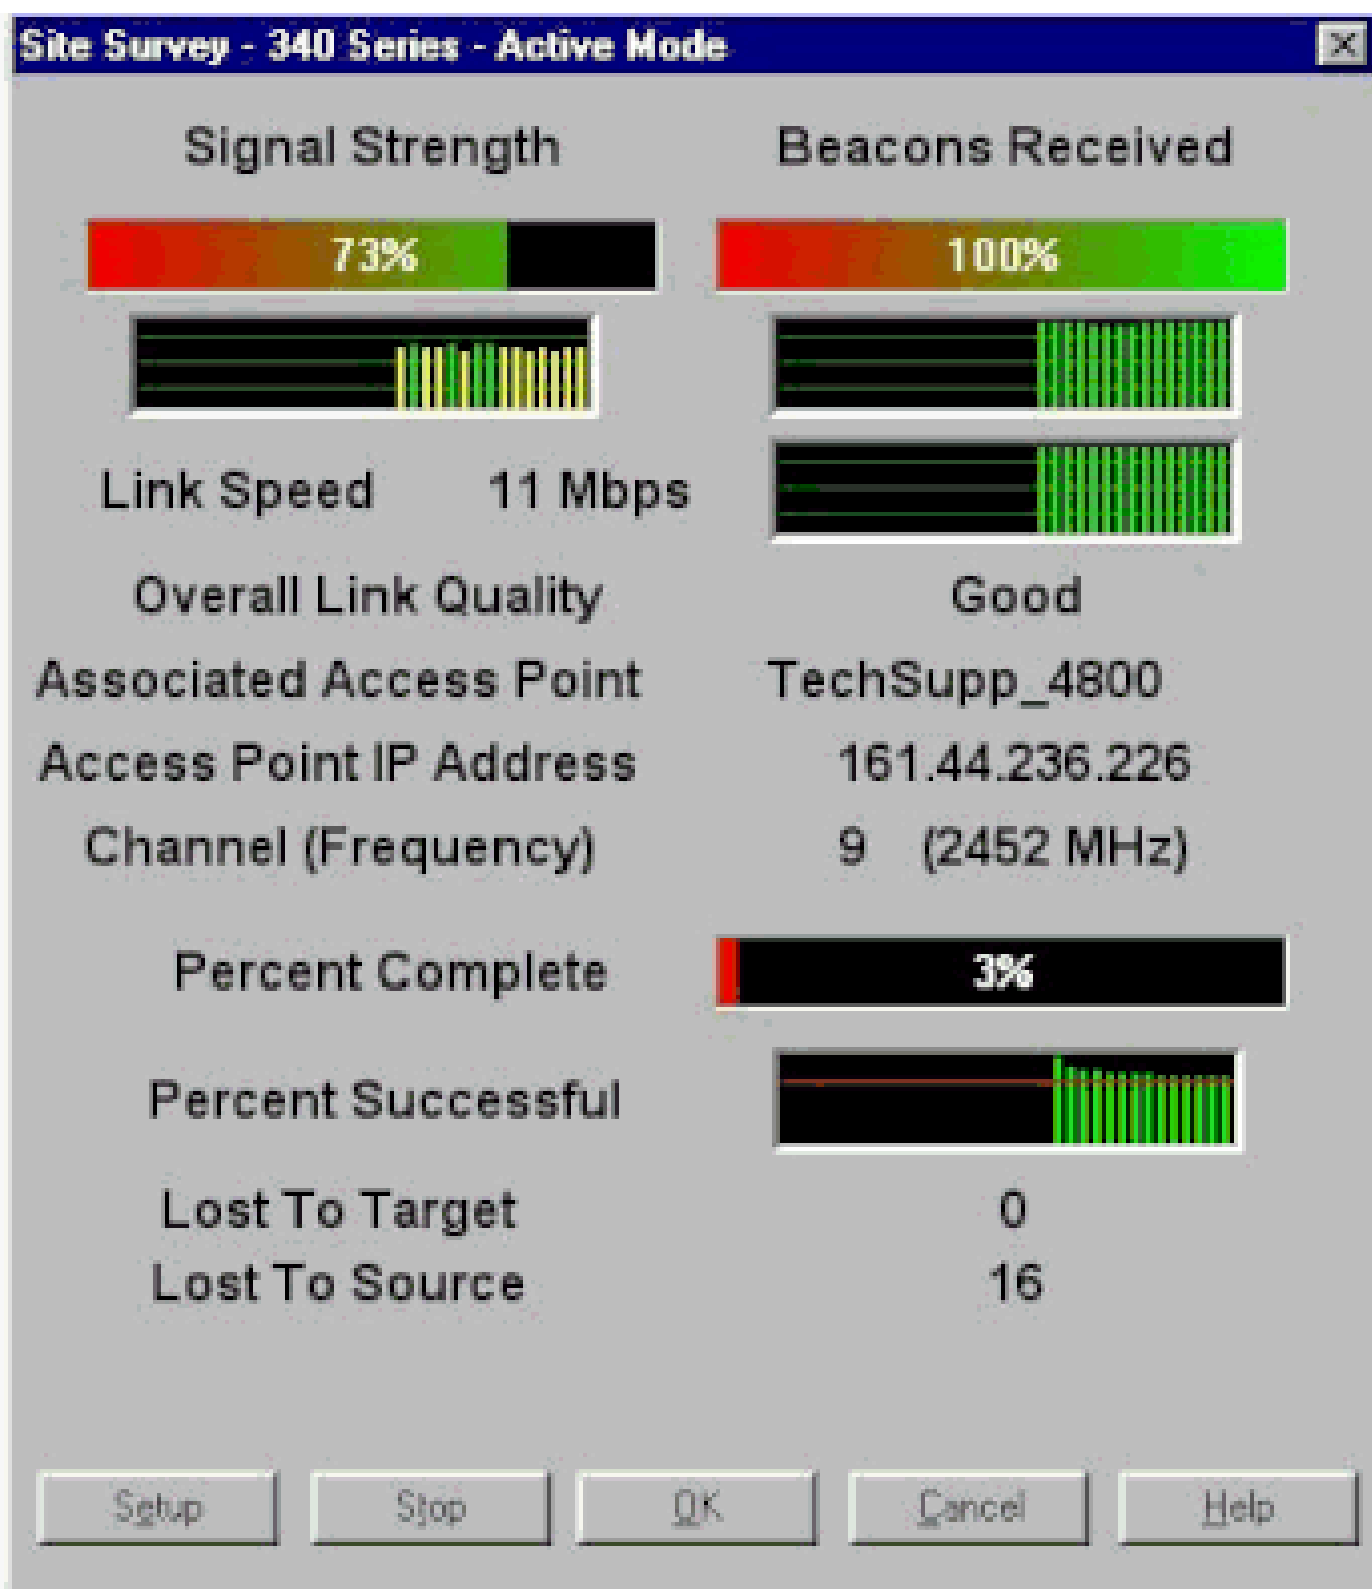 Site Survey - 340 Series - Active Mode
Signal Strength
Beacons Received
73%
100%
Link Speed 11 Mbps
Overall Link Quality Good
Associated Access Point TechSupp_4800
Access Point IP Address 161.44.236.226
Channel (Frequency) 9 (2452 MHz)
Percent Complete 3%
Percent Successful
Lost To Target 0
Lost To Source 16
Setup Stop OK Cancel Help